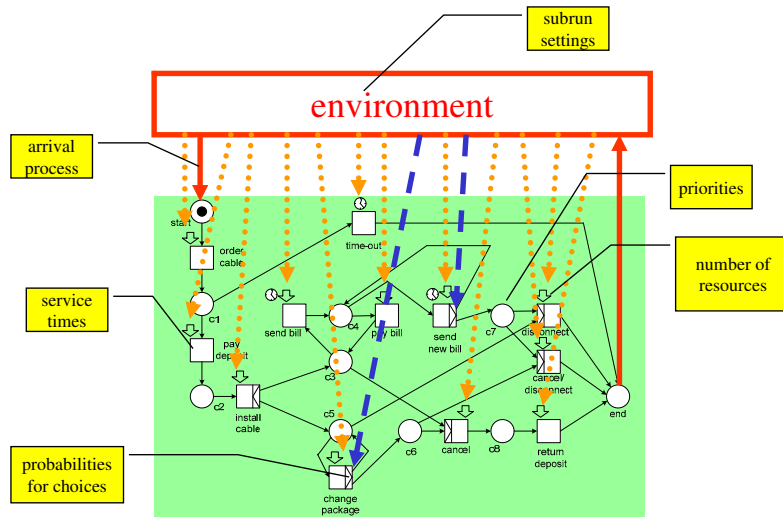 subrun
settings
environment
arrival
process
priorities
start
time-out
order
cable
number of
resources
service
times
c1
send bill
c4
pay bill
send
new bill
c7
disconnect
pay
deposit
c3
cancel/
disconnect
c2
install
cable
c5
end
c6
cancel
c8
return
deposit
probabilities
for choices
change
package